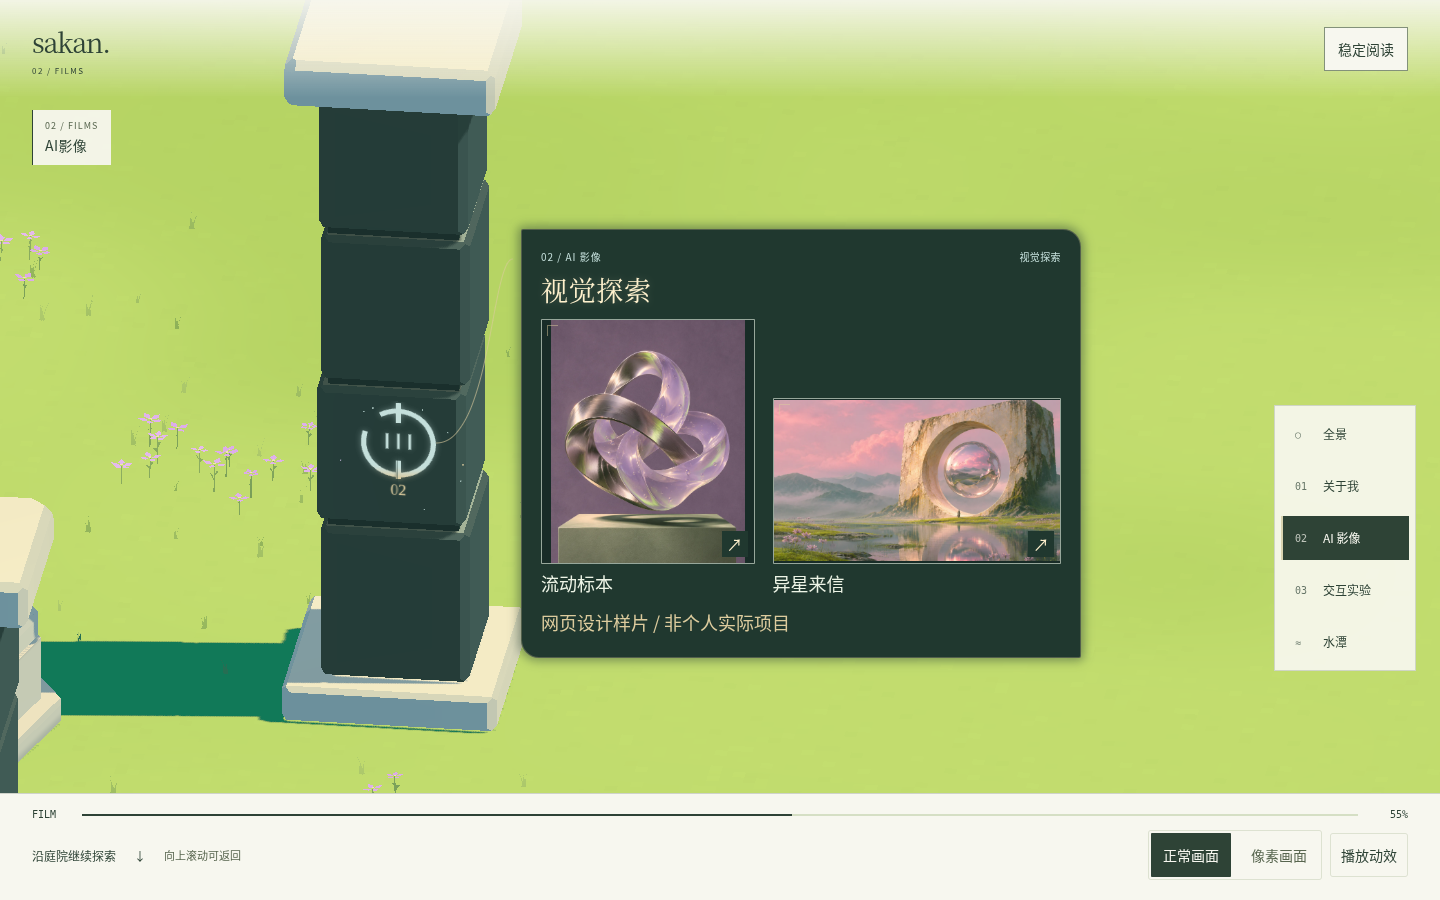 sakan.
02 / FILMS
稳定阅读
02 / FILMS
AI影像
02 / AI 影像
视觉探索
视觉探索
流动标本
异星来信
网页设计样片 / 非个人实际项目
02
全景
01 关于我
02 AI 影像
03 交互实验
≈ 水潭
FILM
55%
沿庭院继续探索 ↓ 向上滚动可返回
正常画面 像素画面 播放动效